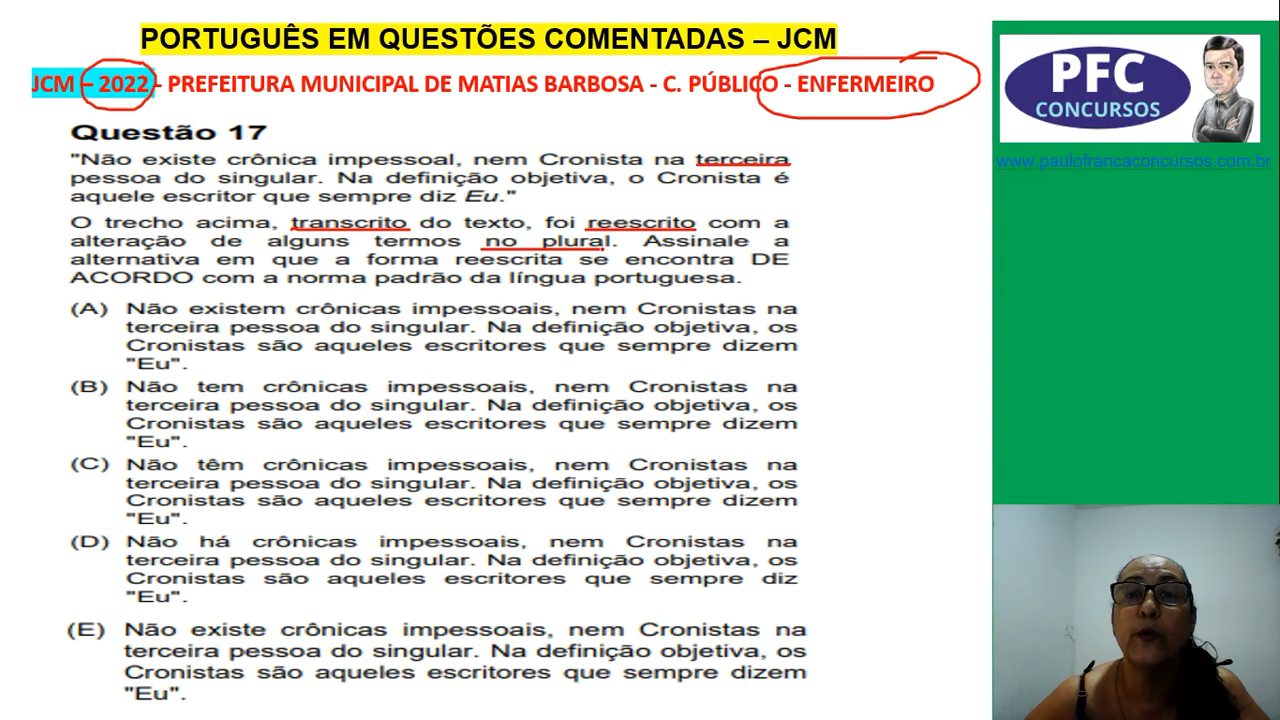 PORTUGUÊS EM QUESTÕES COMENTADAS – JCM
JCM – 2022 - PREFEITURA MUNICIPAL DE MATIAS BARBOSA - C. PÚBLICO - ENFERMEIRO
PFC
CONCURSOS
www.paulofrancaconcursos.com.br
Questão 17
"Não existe crônica impessoal, nem Cronista na terceira
pessoa do singular. Na definição objetiva, o Cronista é
aquele escritor que sempre diz Eu."
O trecho acima, transcrito do texto, foi reescrito com a
alteração de alguns termos no plural. Assinale a
alternativa em que a forma reescrita se encontra DE
ACORDO com a norma padrão da língua portuguesa.
(A) Não existem crônicas impessoais, nem Cronistas na
terceira pessoa do singular. Na definição objetiva, os
Cronistas são aqueles escritores que sempre dizem
"Eu".
(B) Não tem crônicas impessoais, nem Cronistas na
terceira pessoa do singular. Na definição objetiva, os
Cronistas são aqueles escritores que sempre dizem
"Eu".
(C) Não têm crônicas impessoais, nem Cronistas na
terceira pessoa do singular. Na definição objetiva, os
Cronistas são aqueles escritores que sempre dizem
"Eu".
(D) Não há crônicas impessoais, nem Cronistas na
terceira pessoa do singular. Na definição objetiva, os
Cronistas são aqueles escritores que sempre diz
"Eu".
(E) Não existe crônicas impessoais, nem Cronistas na
terceira pessoa do singular. Na definição objetiva, os
Cronistas são aqueles escritores que sempre dizem
"Eu".